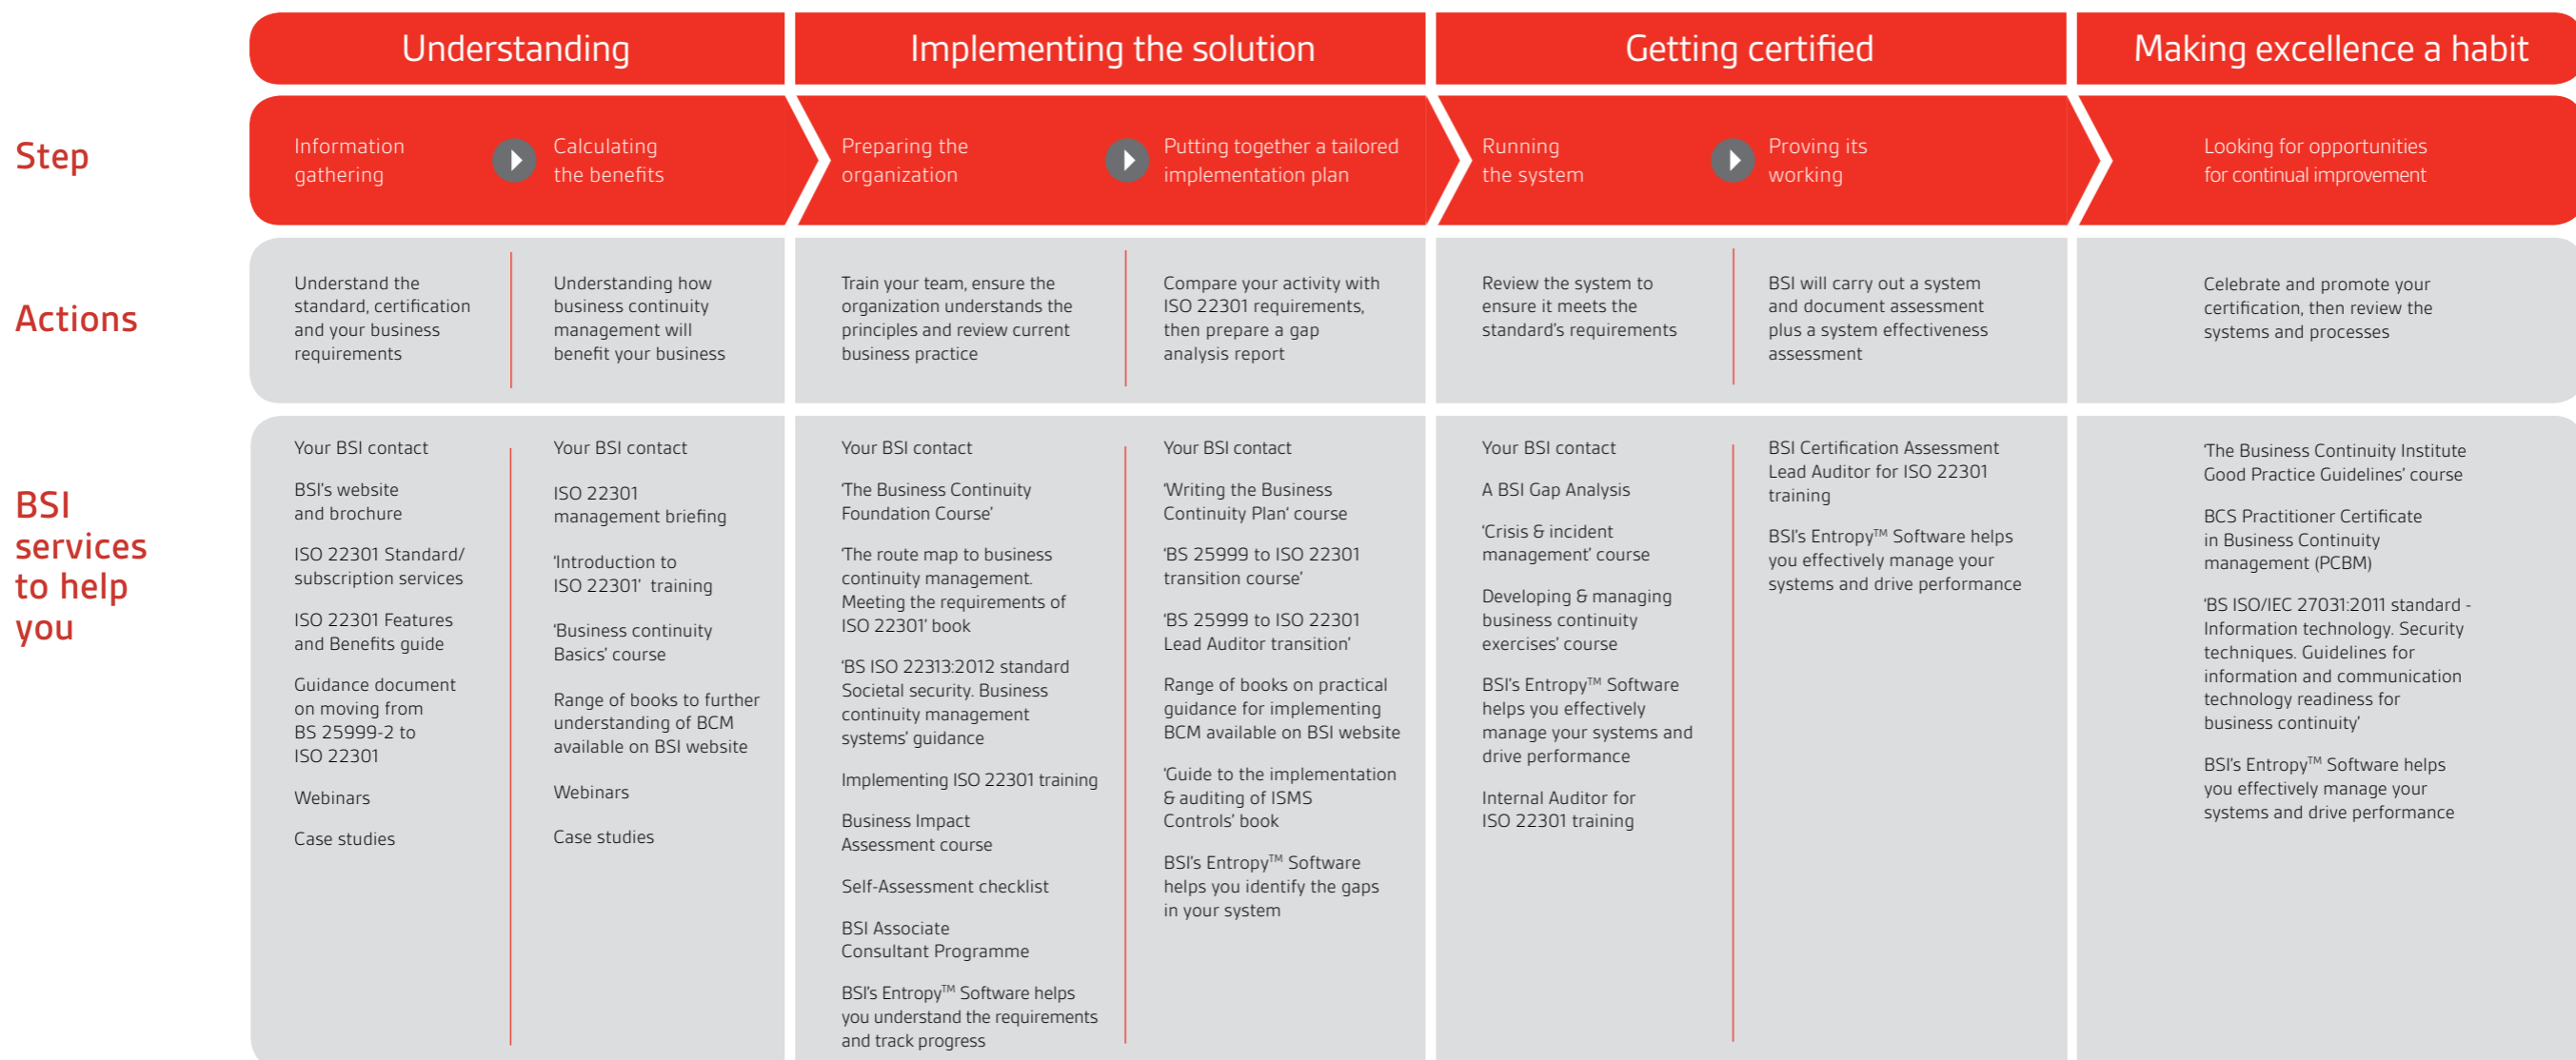 Understanding
Implementing the solution
Getting certified
Making excellence a habit
Step
Information
gathering
Calculating
the benefits
Preparing the
organization
Putting together a tailored
implementation plan
Running
the system
Proving its
working
Looking for opportunities
for continual improvement
Actions
Understand the
standard, certification
and your business
requirements
Understanding how
business continuity
management will
benefit your business
Train your team, ensure the
organization understands the
principles and review current
business practice
Compare your activity with
ISO 22301 requirements,
then prepare a gap
analysis report
Review the system to
ensure it meets the
standard's requirements
BSI will carry out a system
and document assessment
plus a system effectiveness
assessment
Celebrate and promote your
certification, then review the
systems and processes
BSI
services
to help
you
Your BSI contact
BSI's website
and brochure
ISO 22301 Standard/
subscription services
ISO 22301 Features
and Benefits guide
Guidance document
on moving from
BS 25999-2 to
ISO 22301
Webinars
Case studies
Your BSI contact
ISO 22301
management briefing
‘Introduction to
ISO 22301’ training
‘Business continuity
Basics’ course
Range of books to further
understanding of BCM
available on BSI website
Webinars
Case studies
Your BSI contact
‘The Business Continuity
Foundation Course’
‘The route map to business
continuity management.
Meeting the requirements of
ISO 22301’ book
‘BS ISO 22313:2012 standard
Societal security. Business
continuity management
systems’ guidance
Implementing ISO 22301 training
Business Impact
Assessment course
Self-Assessment checklist
BSI Associate
Consultant Programme
BSI's Entropy™ Software helps
you understand the requirements
and track progress
Your BSI contact
‘Writing the Business
Continuity Plan‘ course
‘BS 25999 to ISO 22301
transition course’
‘BS 25999 to ISO 22301
Lead Auditor transition’
Range of books on practical
guidance for implementing
BCM available on BSI website
‘Guide to the implementation
& auditing of ISMS
Controls’ book
BSI's Entropy™ Software
helps you identify the gaps
in your system
Your BSI contact
A BSI Gap Analysis
‘Crisis & incident
management’ course
Developing & managing
business continuity
exercises’ course
BSI's Entropy™ Software
helps you effectively
manage your systems and
drive performance
Internal Auditor for
ISO 22301 training
BSI Certification Assessment
Lead Auditor for ISO 22301
training
BSI's Entropy™ Software helps
you effectively manage your
systems and drive performance
‘The Business Continuity Institute
Good Practice Guidelines’ course
BCS Practitioner Certificate
in Business Continuity
management (PCBM)
‘BS ISO/IEC 27031:2011 standard -
Information technology. Security
techniques. Guidelines for
information and communication
technology readiness for
business continuity’
BSI's Entropy™ Software helps
you effectively manage your
systems and drive performance